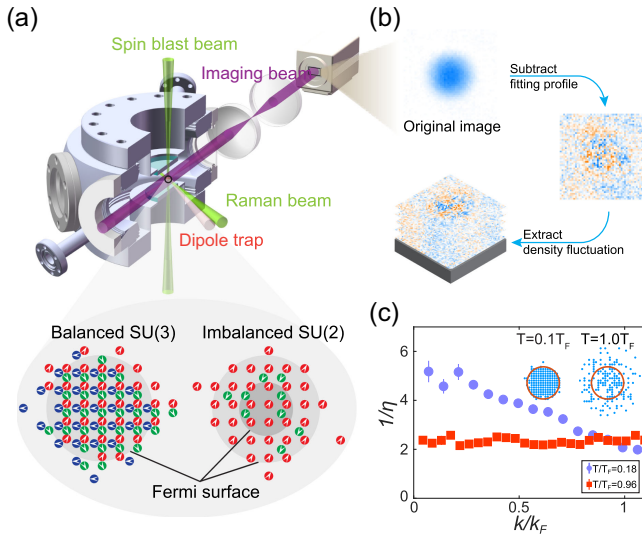 (a)
Spin blast beam
Imaging beam
Raman beam
Dipole trap
Balanced SU(3)
Imbalanced SU(2)
Fermi surface
(b)
Original image
Subtract
fitting profile
Extract
density fluctuation
(c)
T=0.1T_F
T=1.0T_F
6
4
2
0
1/η
0
0.5
1
k/k_F
T/T_F=0.18
T/T_F=0.96